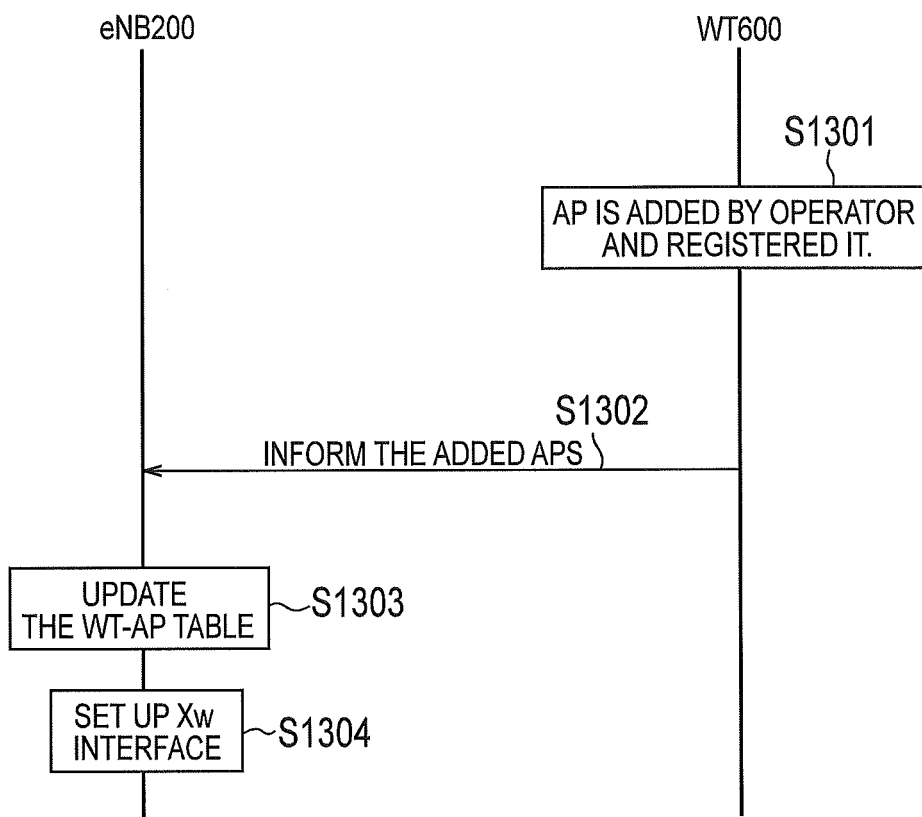 eNB200
WT600
S1301
AP IS ADDED BY OPERATOR
AND REGISTERED IT.
S1302
INFORM THE ADDED APS
UPDATE
THE WT-AP TABLE
S1303
SET UP Xw
INTERFACE
S1304